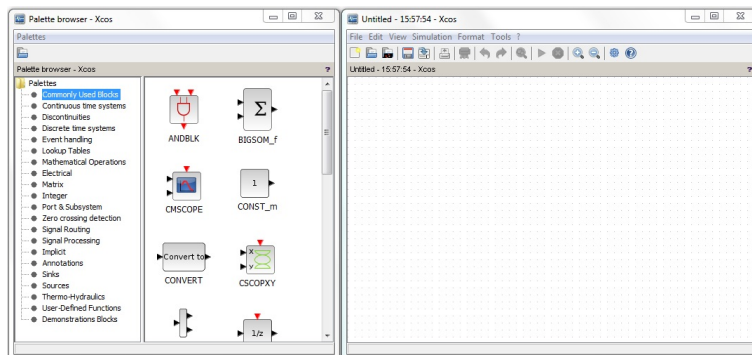 Palette browser - Xcos
Palettes
Palette browser - Xcos ?
Palettes
Commonly Used Blocks
Continuous time systems
Discontinuities
Discrete time systems
Event handling
Lookup Tables
Mathematical Operations
Electrical
Matrix
Integer
Port & Subsystem
Zero crossing detection
Signal Routing
Signal Processing
Implicit
Annotations
Sinks
Sources
Thermo-Hydraulics
User-Defined Functions
Demonstrations Blocks
Σ
ANDBLK BIGSOM_f
1
CMSCOPE CONST_m
Convert to
X
Y
CONVERT CSCOPXY
1/z
Untitled - 15:57:54 - Xcos
File Edit View Simulation Format Tools ?
Untitled - 15:57:54 - Xcos ?